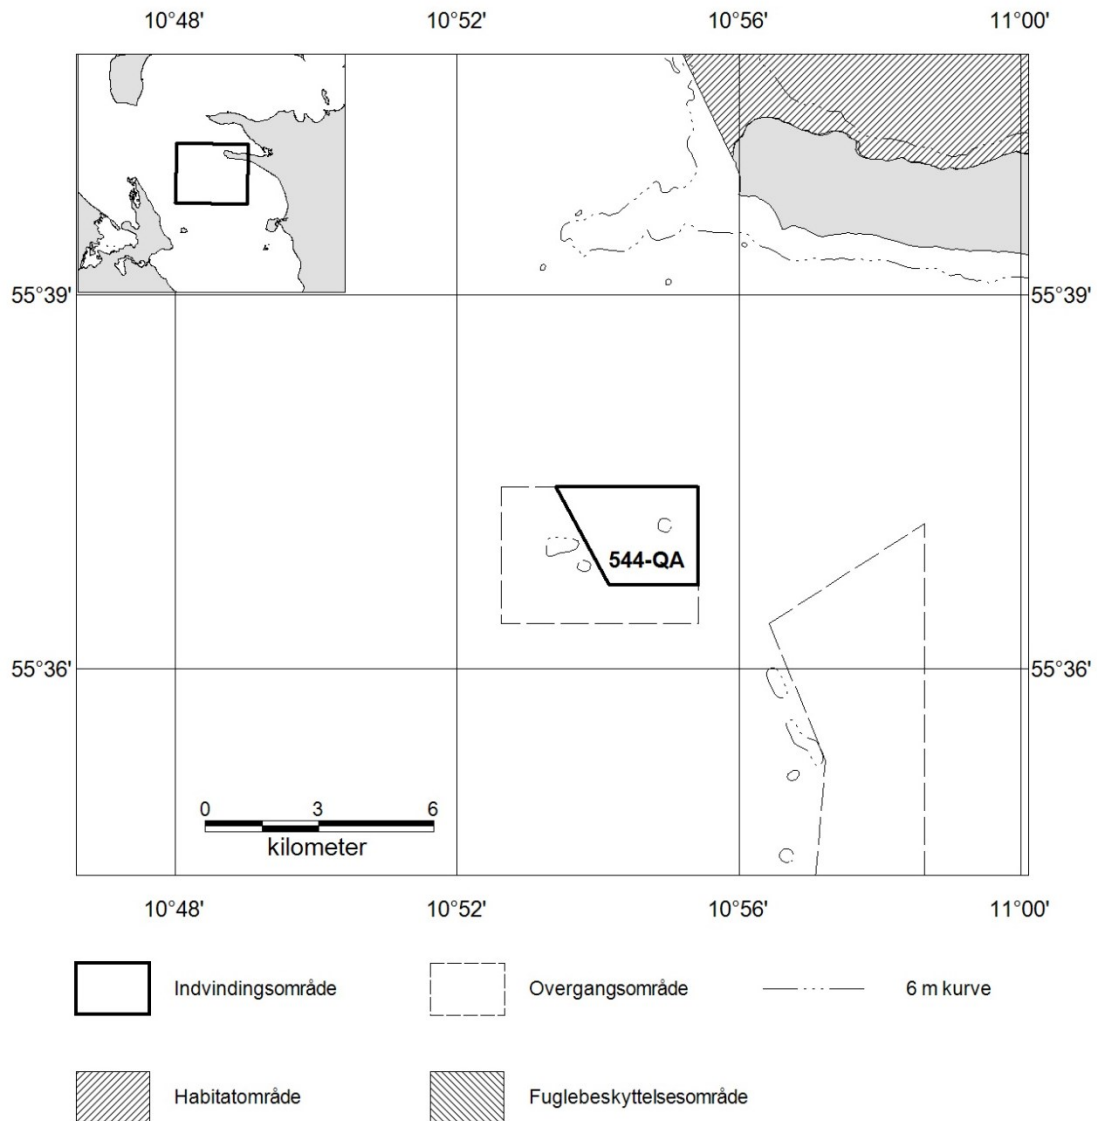 10°48' 10°52' 10°56' 11°00'
55°39' 55°39'
544-QA
55°36' 55°36'
0 3 6
kilometer
10°48' 10°52' 10°56' 11°00'
Indvindingsområde Overgangsområde 6 m kurve
Habitatområde Fuglebeskyttelsesområde